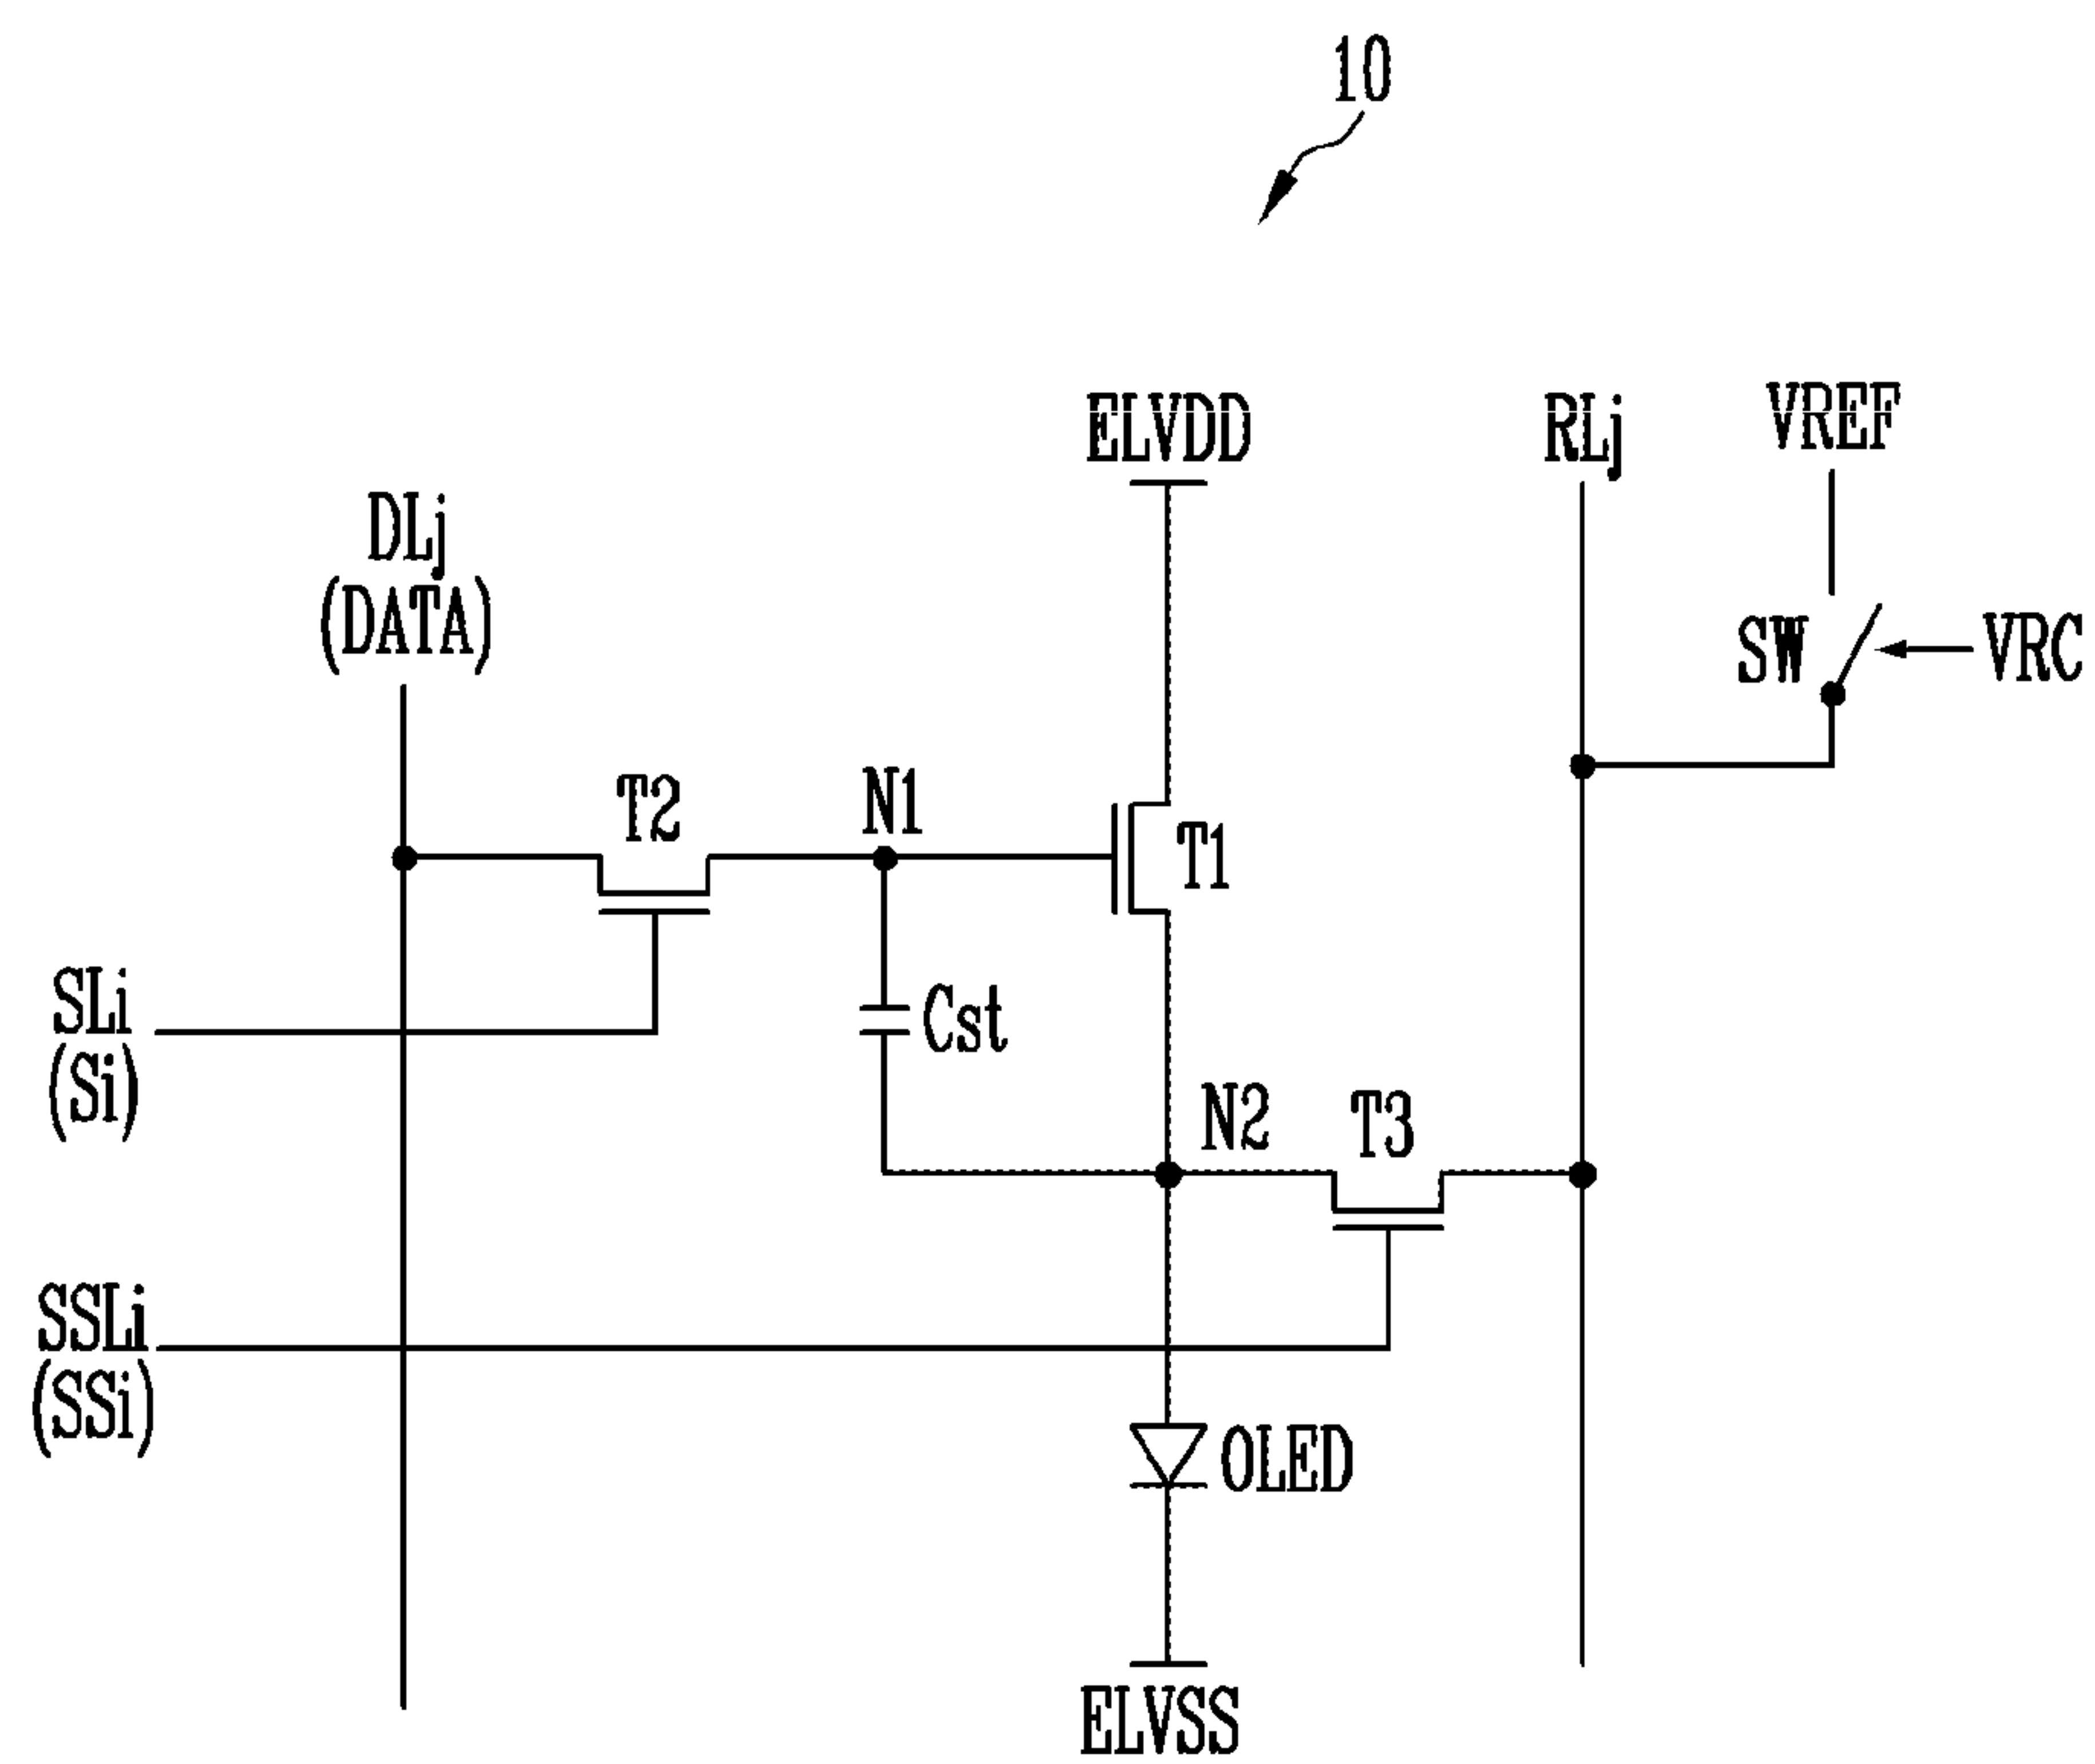 10
ELVDD
RLj
VREF
DLj
(DATA)
SW
VRC
T2
N1
T1
SLi
(Si)
Cst
N2
T3
SSLi
(SSi)
OLED
ELVSS